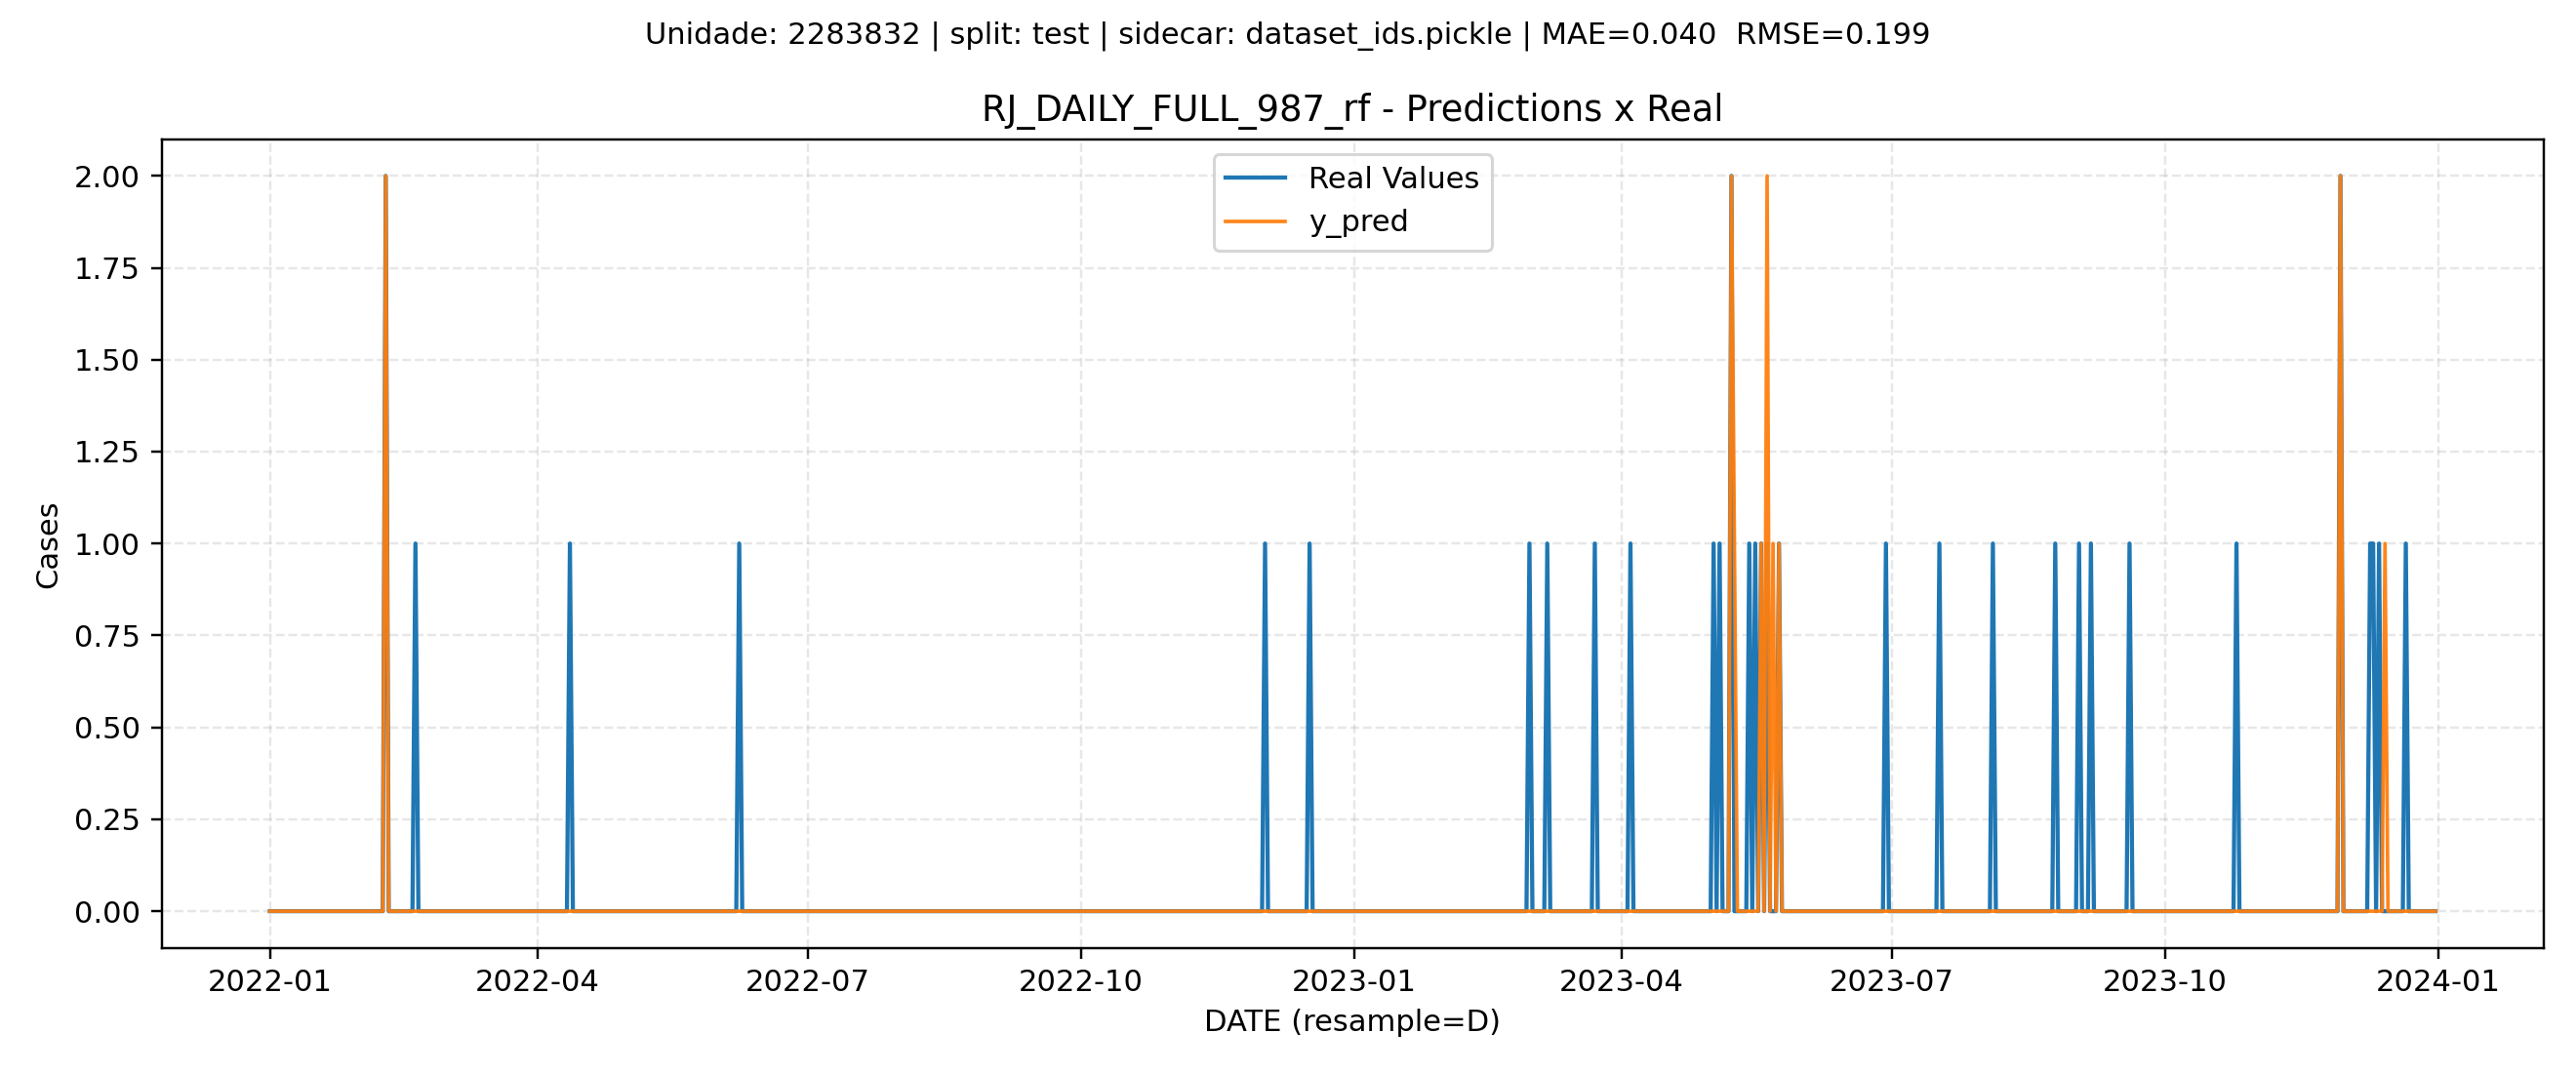 Unidade: 2283832 | split: test | sidecar: dataset_ids.pickle | MAE=0.040  RMSE=0.199
RJ_DAILY_FULL_987_rf - Predictions x Real
Real Values
y_pred
Cases
2.00
1.75
1.50
1.25
1.00
0.75
0.50
0.25
0.00
2022-01 2022-04 2022-07 2022-10 2023-01 2023-04 2023-07 2023-10 2024-01
DATE (resample=D)